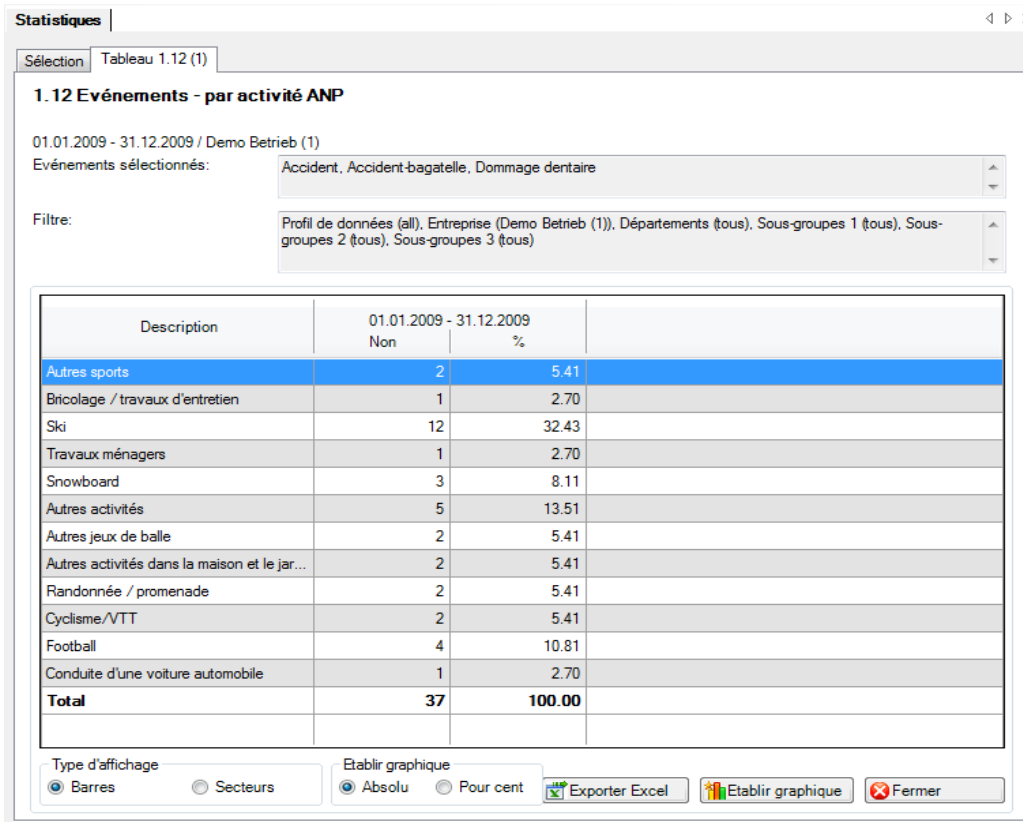 Statistiques
Sélection Tableau 1.12 (1)
1.12 Evénements - par activité ANP
01.01.2009 - 31.12.2009 / Demo Betrieb (1)
Evénements sélectionnés: Accident, Accident-bagatelle, Dommage dentaire
Filtre: Profil de données (all), Entreprise (Demo Betrieb (1)), Départements (tous), Sous-groupes 1 (tous), Sous-
groupes 2 (tous), Sous-groupes 3 (tous)
Description 01.01.2009 - 31.12.2009
Non %
Autres sports 2 5.41
Bricolage / travaux d'entretien 1 2.70
Ski 12 32.43
Travaux ménagers 1 2.70
Snowboard 3 8.11
Autres activités 5 13.51
Autres jeux de balle 2 5.41
Autres activités dans la maison et le jar... 2 5.41
Randonnée / promenade 2 5.41
Cyclisme/VTT 2 5.41
Football 4 10.81
Conduite d'une voiture automobile 1 2.70
Total 37 100.00
Type d'affichage Etablir graphique
Barres Secteurs Absolu Pour cent Exporter Excel Etablir graphique Fermer